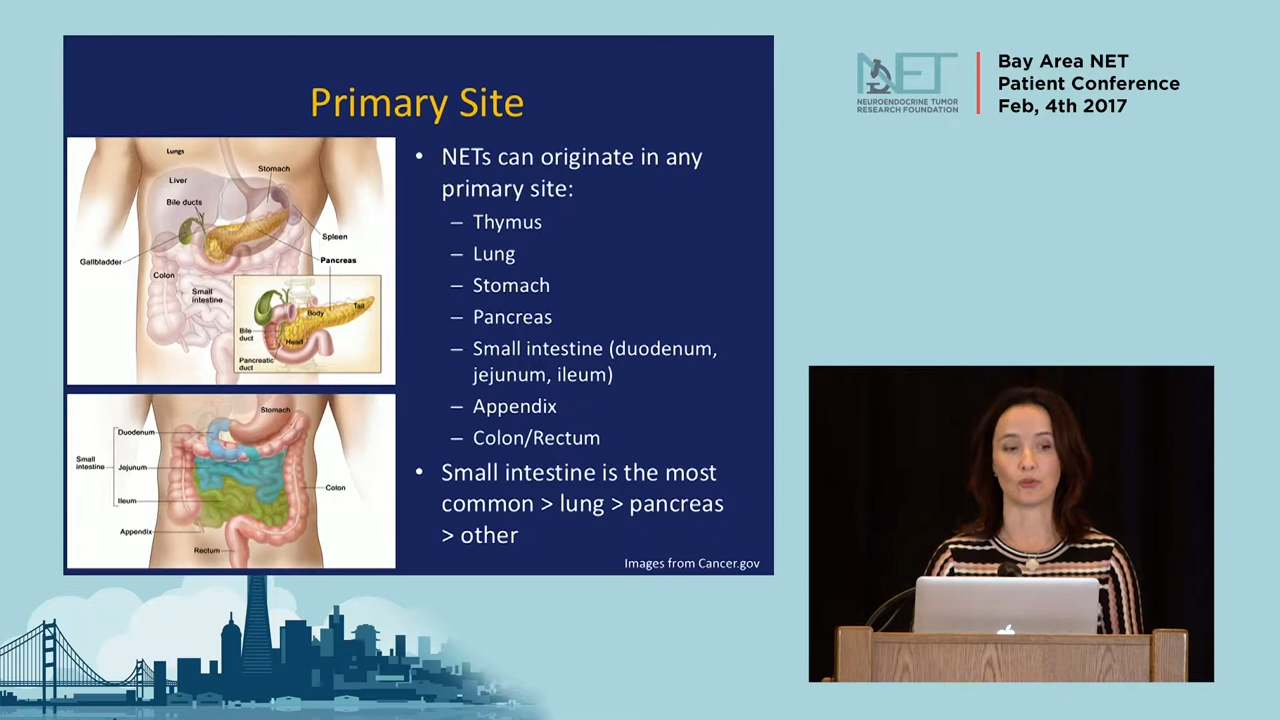 Primary Site
Lungs
Stomach
Liver
Bile ducts
Spleen
Gallbladder
Pancreas
Colon
Small
intestine
Tail
Body
Bile
duct
Head
Pancreatic
duct
Stomach
Duodenum
Small
intestine
Jejunum
Colon
Ileum
Appendix
Rectum
• NETs can originate in any
primary site:
– Thymus
– Lung
– Stomach
– Pancreas
– Small intestine (duodenum,
jejunum, ileum)
– Appendix
– Colon/Rectum
• Small intestine is the most
common > lung > pancreas
> other
Images from Cancer.gov
NET
NEUROENDOCRINE TUMOR
RESEARCH FOUNDATION
Bay Area NET
Patient Conference
Feb, 4th 2017